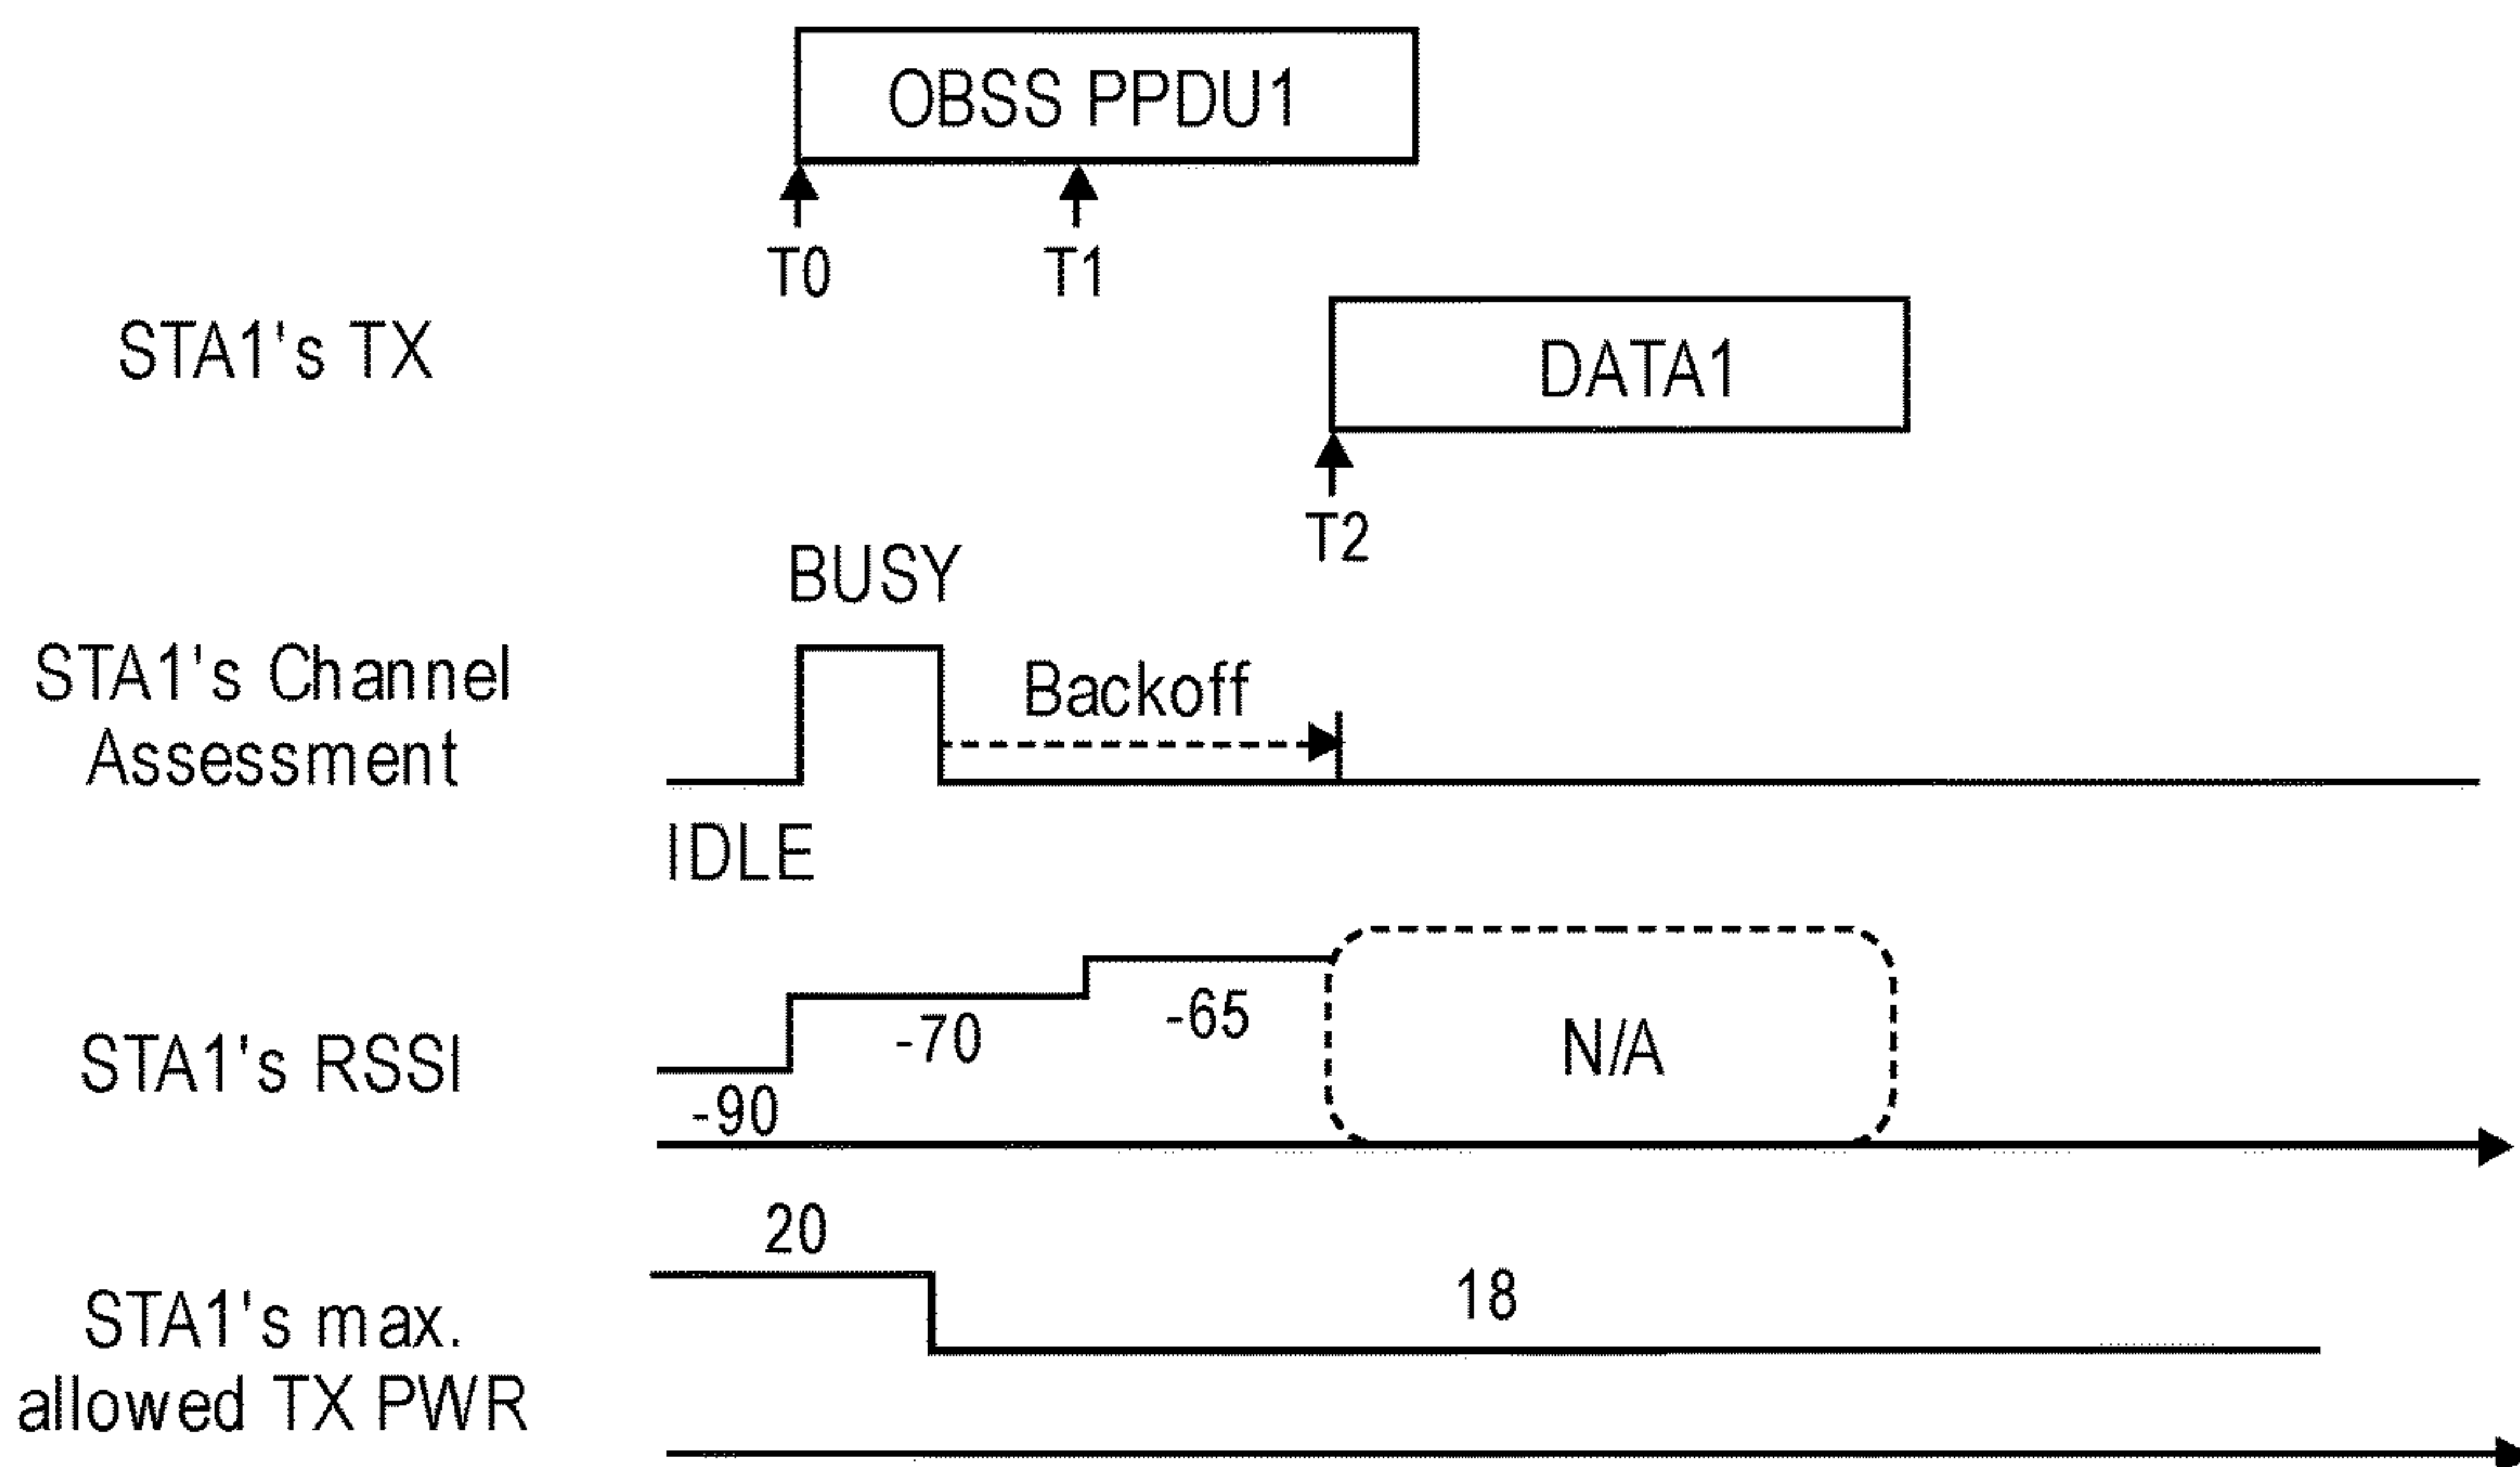 OBSS PPDU1
T0
T1
STA1's TX
DATA1
T2
BUSY
STA1's Channel
Assessment
Backoff
IDLE
STA1's RSSI
-90
-70
-65
N/A
20
18
STA1's max.
allowed TX PWR